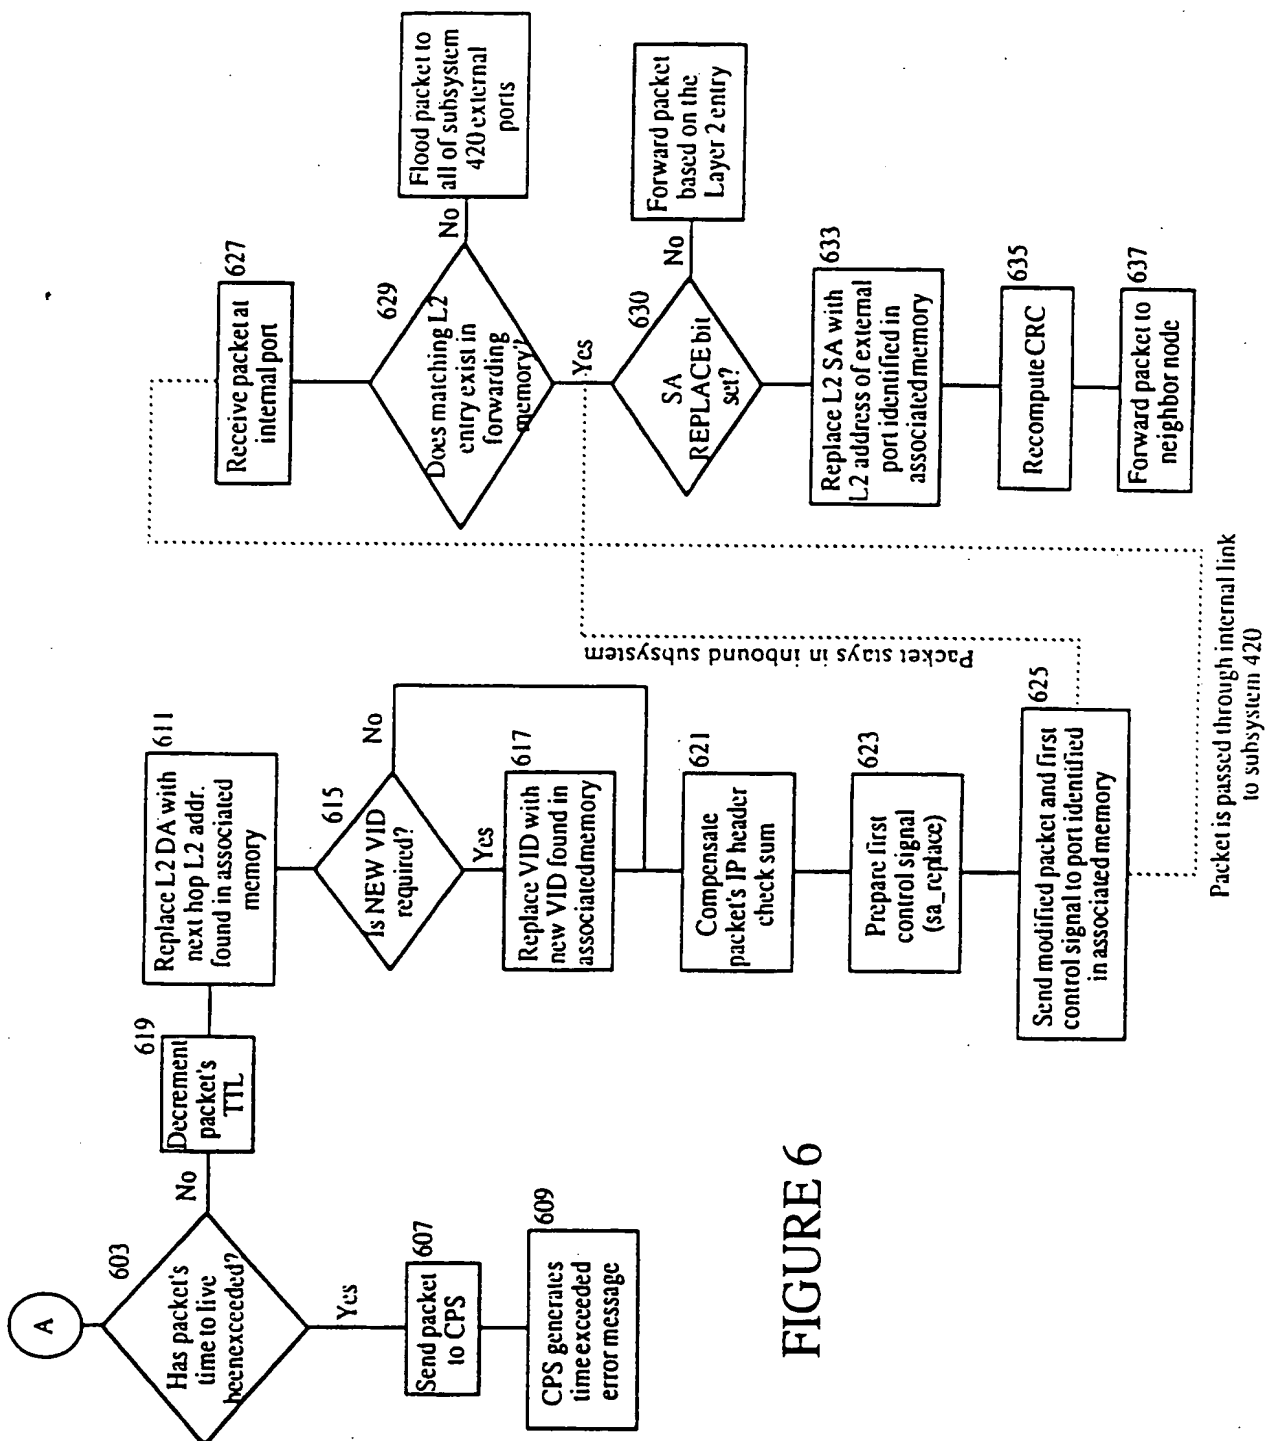 A
603
Has packet's
time to live
beenexceeded?
Yes
No
607
Send packet
to CPS
609
CPS generates
time exceeded
error message
619
Decrement
packet's
TTL
611
Replace L2 DA with
next hop L2 addr.
found in associated
memory
615
Is NEW VID
required?
No
Yes
617
Replace VID with
new VID found in
associated memory
621
Compensate
packet's IP header
check sum
623
Prepare first
control signal
(sa_replace)
625
Send modified packet and first
control signal to port identified
in associated memory
Packet stays in inbound subsystem
Packet is passed through internal link
to subsystem 420
627
Receive packet at
internal port
629
Does matching L2
entry exist in
forwarding
memory?
No
Flood packet to
all of subsystem
420 external
ports
Yes
630
SA
REPLACE bit
set?
No
Forward packet
based on the
Layer 2 entry
633
Replace L2 SA with
L2 address of external
port identified in
associated memory
635
Recompute CRC
637
Forward packet to
neighbor node
FIGURE 6